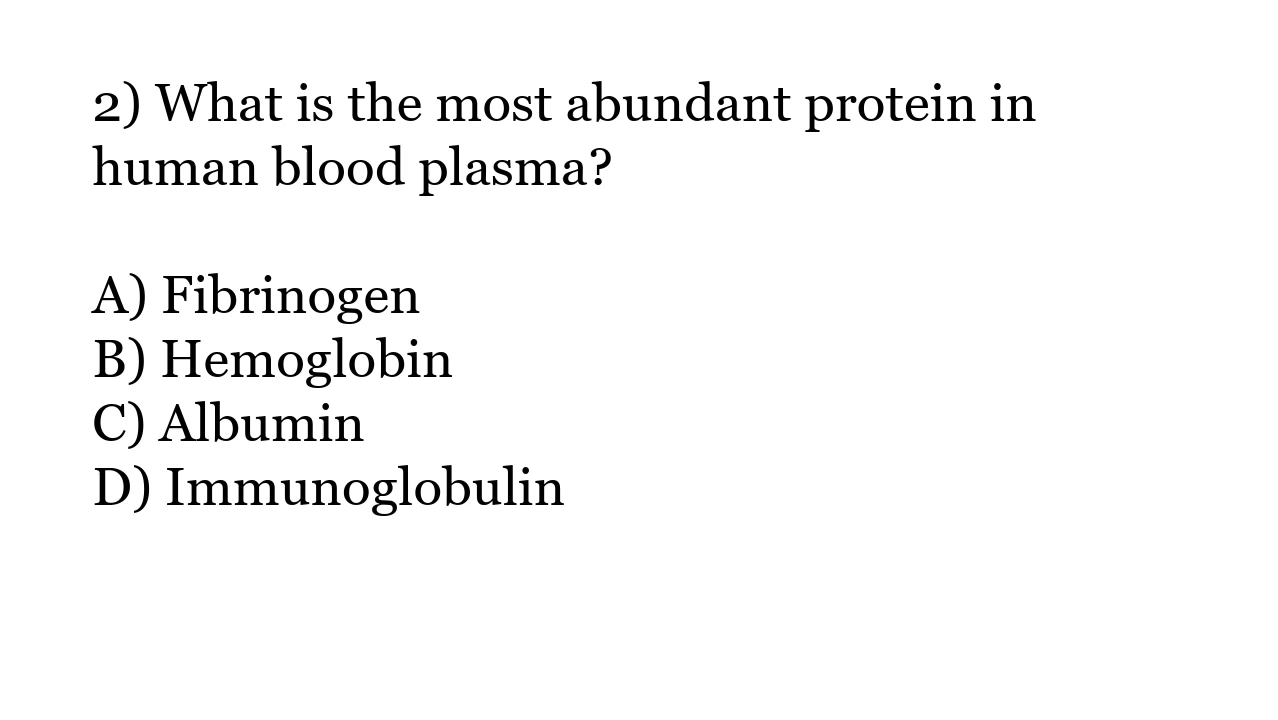 2) What is the most abundant protein in
human blood plasma?
A) Fibrinogen
B) Hemoglobin
C) Albumin
D) Immunoglobulin